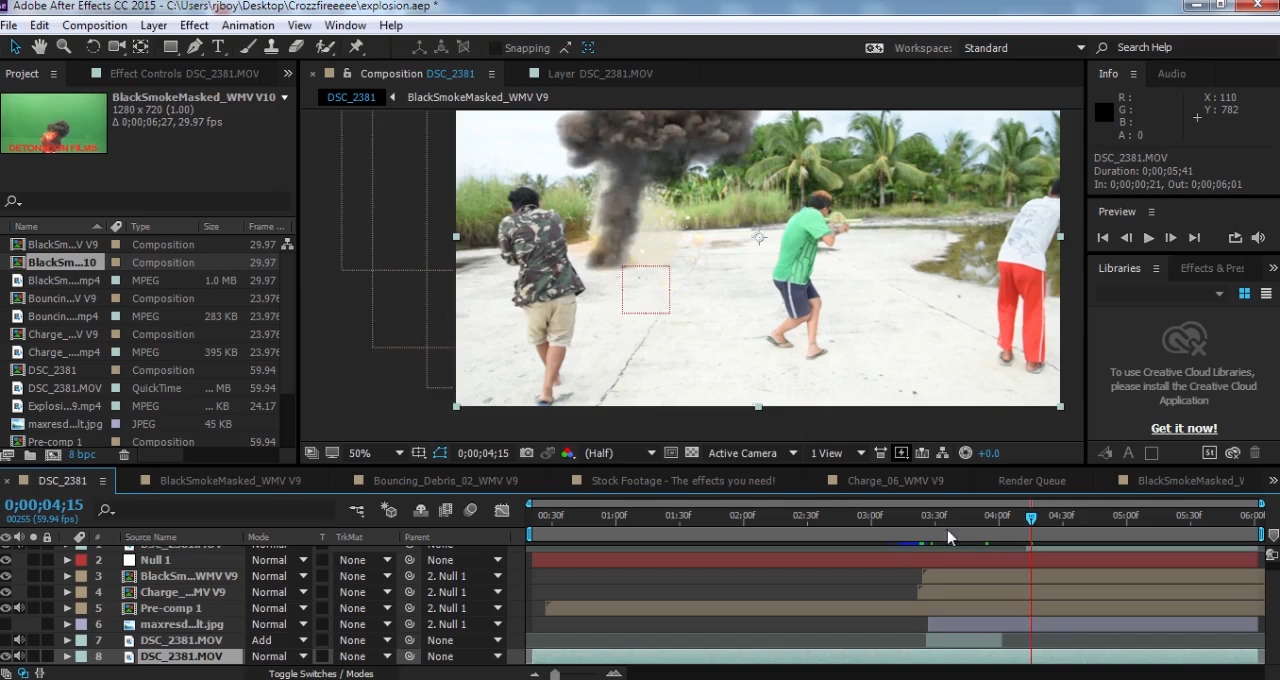 Adobe After Effects CC 2015 - C:\Users\rjboy\Desktop\Crozzfireeeee\explosion.aep *
File Edit Composition Layer Effect Animation View Window Help
Snapping
Workspace: Standard
Search Help
Project
Effect Controls DSC_2381.MOV
Composition DSC_2381
Layer DSC_2381.MOV
Info
Audio
DSC_2381
BlackSmokeMasked_WMV V9
BlackSmokeMasked_WMV V10
1280 x 720 (1.00)
Δ 0;00;06;27, 29.97 fps
DETONATION FILMS
R :
G :
B :
A : 0
X : 110
Y : 782
DSC_2381.MOV
Duration: 0;00;05;41
In: 0;00;00;21, Out: 0;00;06;01
Preview
Name Type Size Frame ...
BlackSm...V V9 Composition 29.97
BlackSm....10 Composition 29.97
BlackSm....mp4 MPEG 1.0 MB 29.97
Bouncin...V V9 Composition 23.976
Bouncin....mp4 MPEG 283 KB 23.976
Charge_...V V9 Composition 23.976
Charge_....mp4 MPEG 395 KB 23.976
DSC_2381 Composition 59.94
DSC_2381.MOV QuickTime ... MB 59.94
Explosi...9.mp4 MPEG ... KB 24.17
maxresd...lt.jpg JPEG 45 KB
Pre-comp 1 Composition 59.94
Libraries
Effects & Pres
To use Creative Cloud Libraries,
please install the Creative Cloud
Application
Get it now!
8 bpc
50%
0;00;04;15
(Half)
Active Camera
1 View
+0.0
DSC_2381
BlackSmokeMasked_WMV V9
Bouncing_Debris_02_WMV V9
Stock Footage - The effects you need!
Charge_06_WMV V9
Render Queue
BlackSmokeMasked_V
0;00;04;15
00255 (59.94 fps)
00:30f 01:00f 01:30f 02:00f 02:30f 03:00f 03:30f 04:00f 04:30f 05:00f 05:30f 06:00f
# Source Name Mode T TrkMat Parent
2 Null 1 Normal None None
3 BlackSm...WMV V9 Normal None 2. Null 1
4 Charge_...MV V9 Normal None 2. Null 1
5 Pre-comp 1 Normal None 2. Null 1
6 maxresd...lt.jpg Normal None 2. Null 1
7 DSC_2381.MOV Add None None
8 DSC_2381.MOV Normal None None
Toggle Switches / Modes